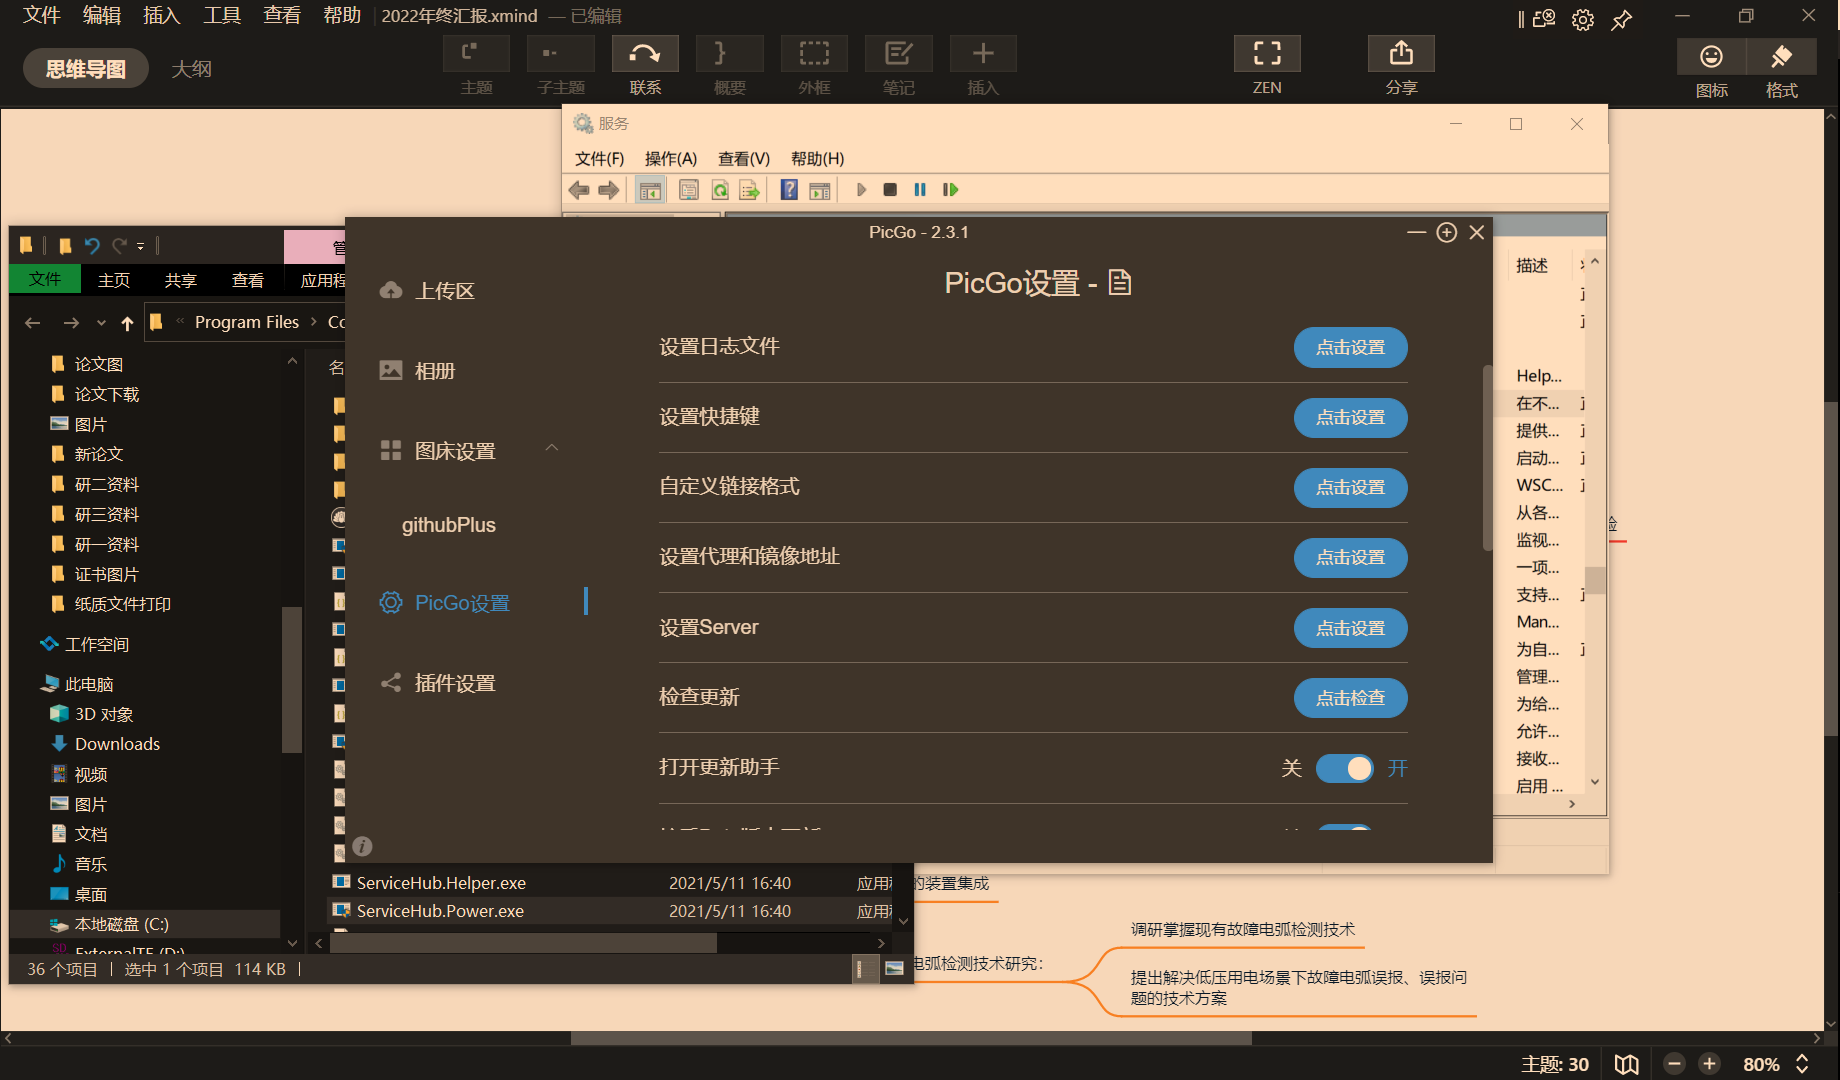 文件 编辑 插入 工具 查看 帮助 2022年终汇报.xmind — 已编辑
思维导图 大纲
主题 子主题 联系 概要 外框 笔记 插入 ZEN 分享 图标 格式
服务
文件(F) 操作(A) 查看(V) 帮助(H)
描述
Help...
在不...
提供...
启动...
WSC...
从各...
监视...
一项...
支持...
Man...
为自...
管理...
为给...
允许...
接收...
启用 ...
文件 主页 共享 查看
Program Files
论文图
论文下载
图片
新论文
研二资料
研三资料
研一资料
证书图片
纸质文件打印
工作空间
此电脑
3D 对象
Downloads
视频
图片
文档
音乐
桌面
本地磁盘 (C:)
ServiceHub.Helper.exe 2021/5/11 16:40
ServiceHub.Power.exe 2021/5/11 16:40
36 个项目 选中 1 个项目 114 KB
PicGo - 2.3.1
上传区
相册
图床设置
githubPlus
PicGo设置
插件设置
PicGo设置 -
设置日志文件 点击设置
设置快捷键 点击设置
自定义链接格式 点击设置
设置代理和镜像地址 点击设置
设置Server 点击设置
检查更新 点击检查
打开更新助手 关 开
的装置集成
电弧检测技术研究:
调研掌握现有故障电弧检测技术
提出解决低压用电场景下故障电弧误报、误报问
题的技术方案
主题: 30 80%